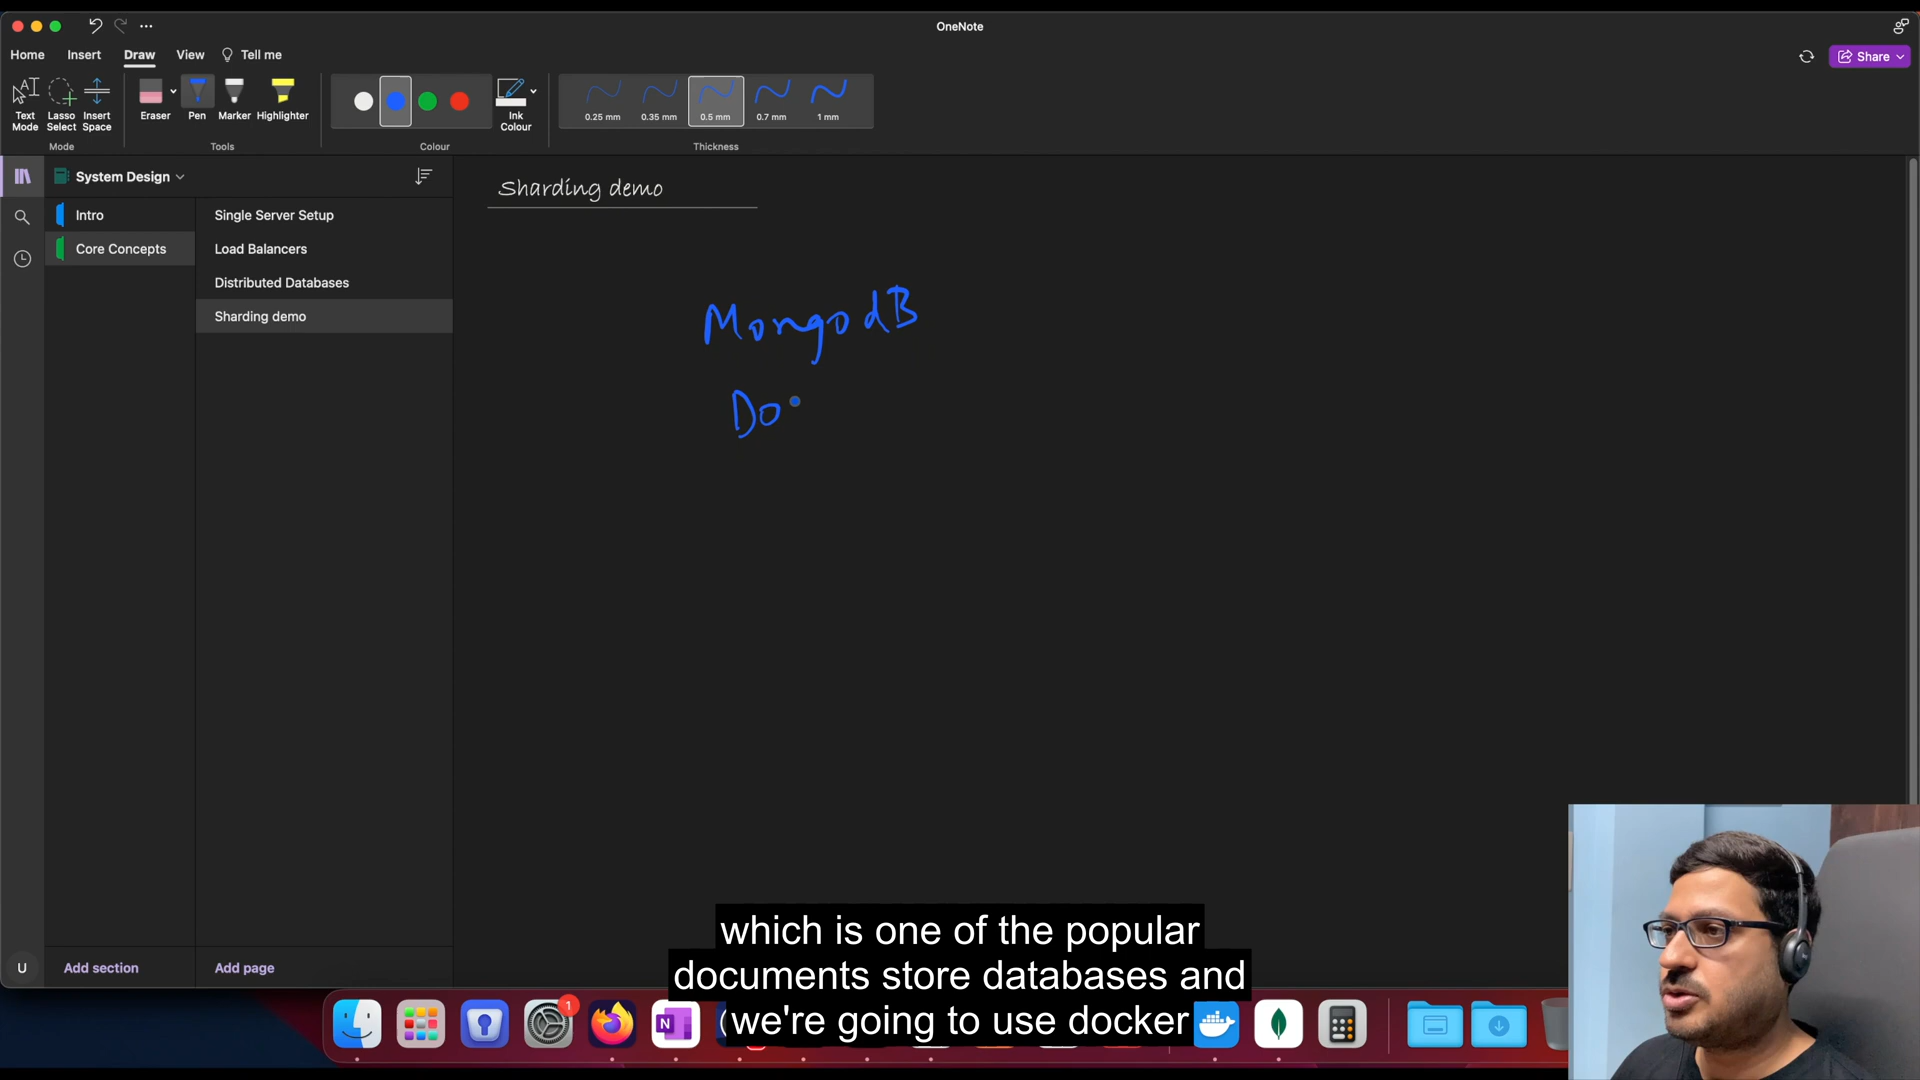 OneNote
Home Insert Draw View Tell me
Share
Text Mode
Lasso Select
Insert Space
Eraser
Pen
Marker
Highlighter
Ink Colour
0.25 mm
0.35 mm
0.5 mm
0.7 mm
1 mm
Mode
Tools
Colour
Thickness
System Design
Intro
Core Concepts
Single Server Setup
Load Balancers
Distributed Databases
Sharding demo
Sharding demo
MongodB
Do
U
Add section
Add page
which is one of the popular
documents store databases and
we're going to use docker
1
N